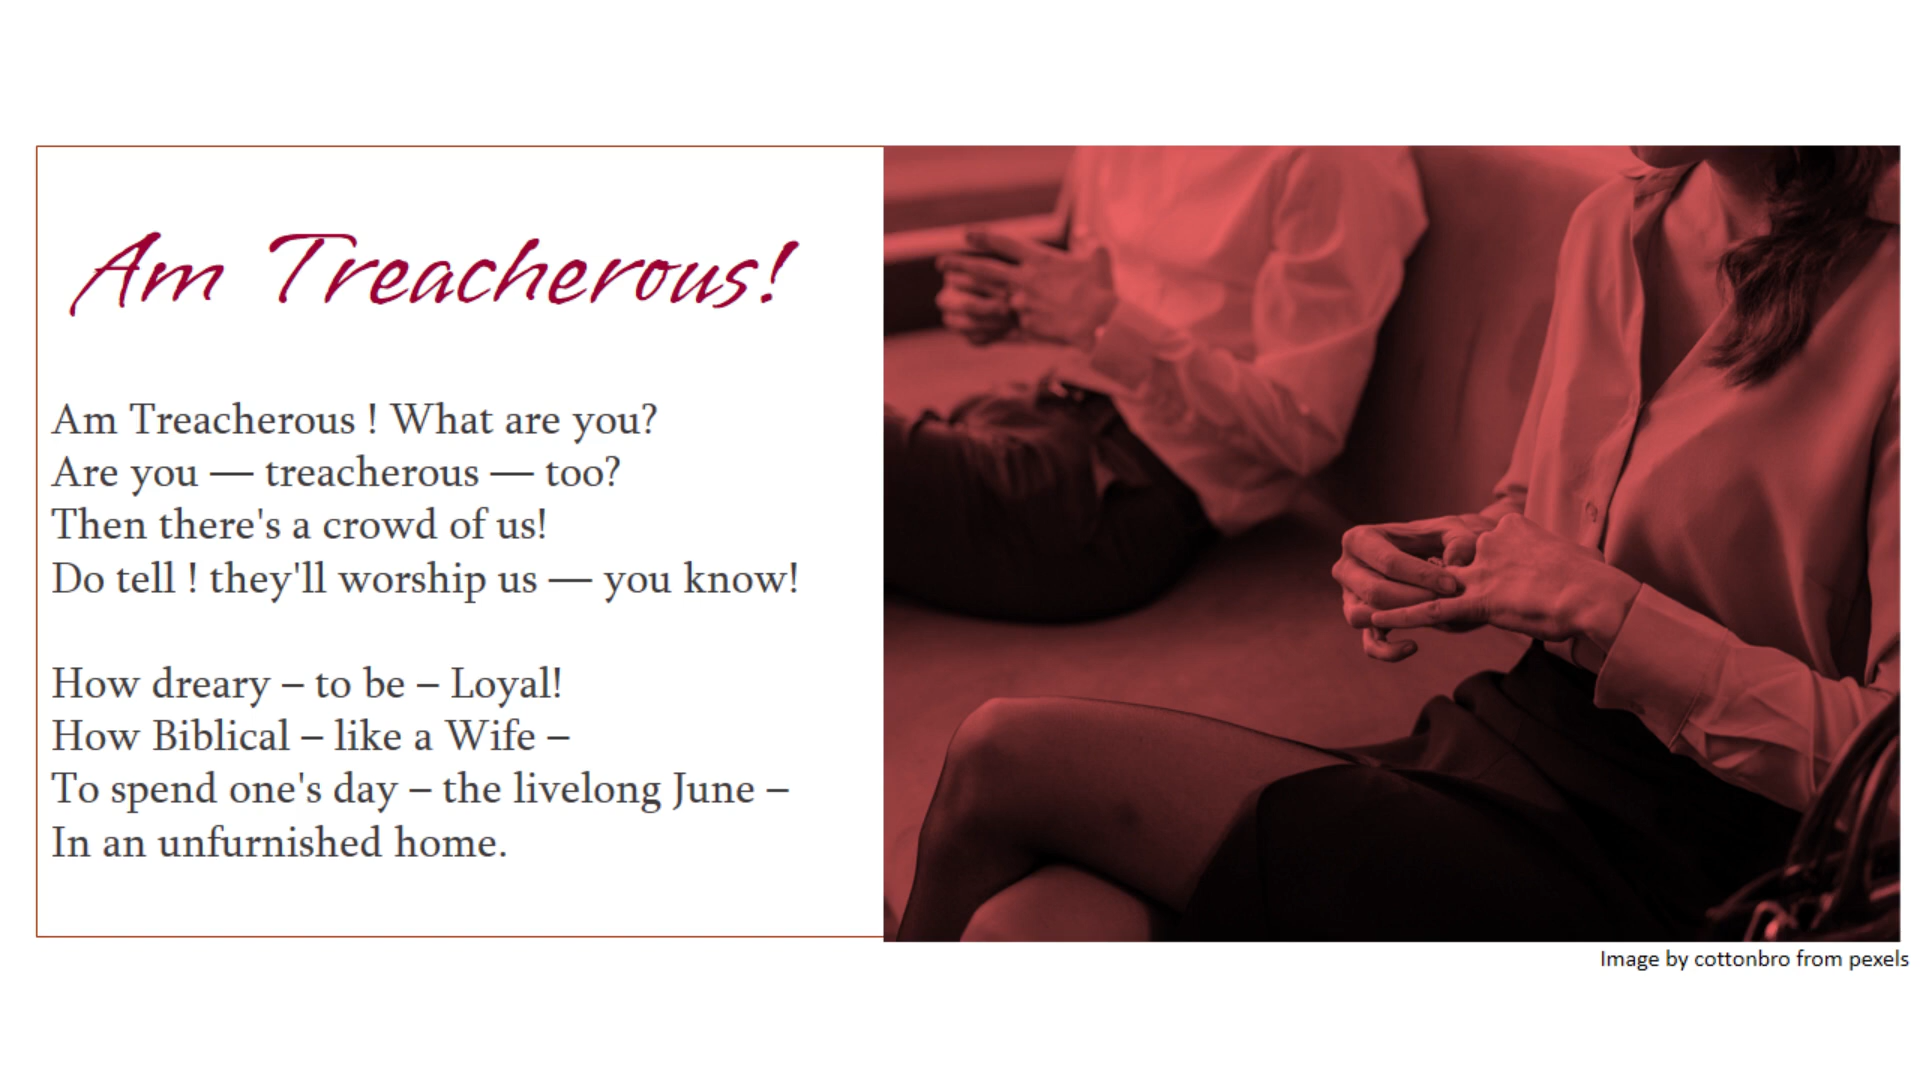 Am Treacherous!
Am Treacherous ! What are you?
Are you — treacherous — too?
Then there's a crowd of us!
Do tell ! they'll worship us — you know!
How dreary – to be – Loyal!
How Biblical – like a Wife –
To spend one's day – the livelong June –
In an unfurnished home.
Image by cottonbro from pexels